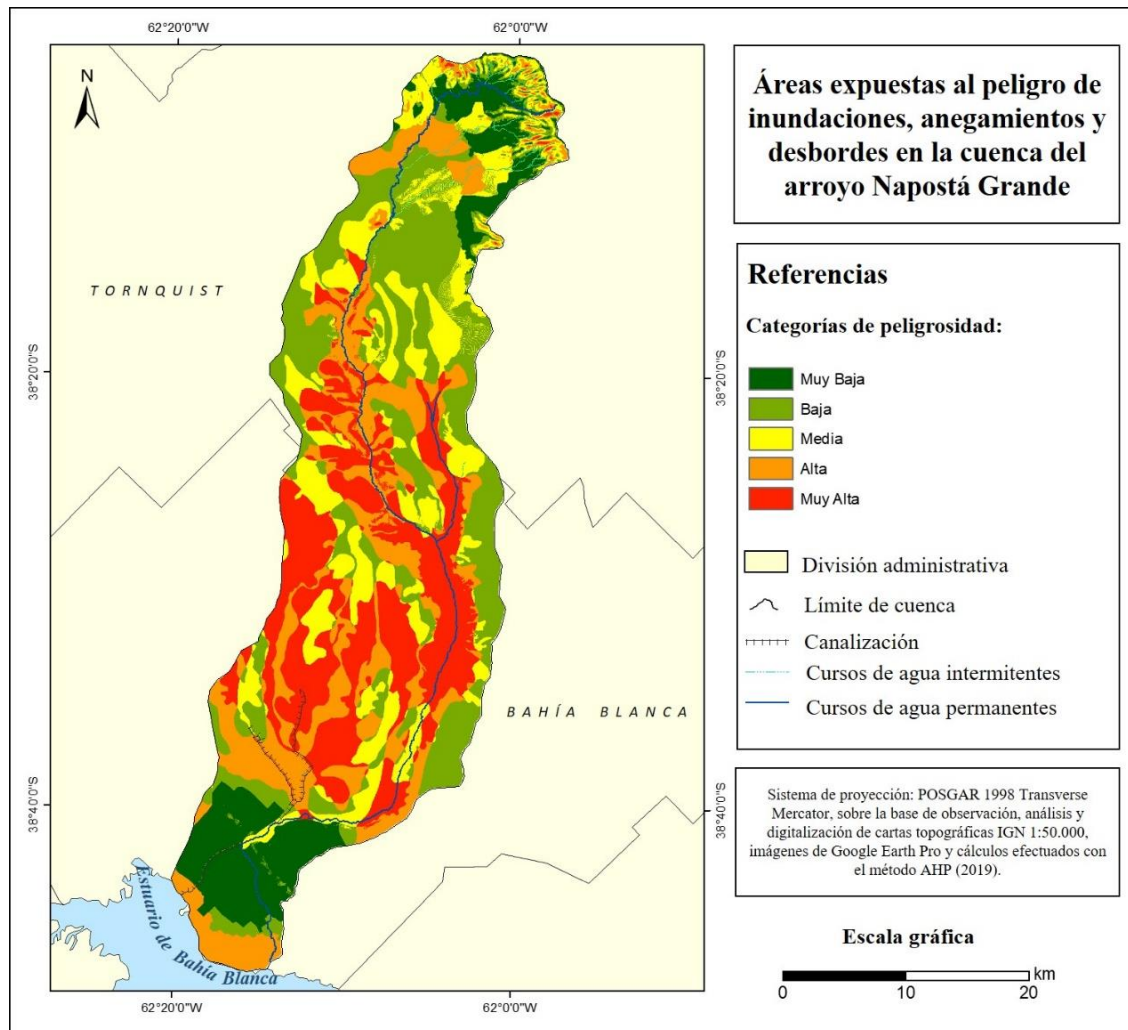 62°20'0"W
0°0'0"W
N
TORNQUIST
38°20'0"S
38°20'0"S
BAHÍA BLANCA
38°40'0"S
38°40'0"S
Estuario de Bahía Blanca
62°20'0"W
62°0'0"W
Áreas expuestas al peligro de
inundaciones, anegamientos y
desbordes en la cuenca del
arroyo Napostá Grande
Referencias
Categorías de peligrosidad:
Muy Baja
Baja
Media
Alta
Muy Alta
División administrativa
Límite de cuenca
Canalización
Cursos de agua intermitentes
Cursos de agua permanentes
Sistema de proyección: POSGAR 1998 Transverse
Mercator, sobre la base de observación, análisis y
digitalización de cartas topográficas IGN 1:50.000,
imágenes de Google Earth Pro y cálculos efectuados con
el método AHP (2019).
Escala gráfica
km
0 10 20